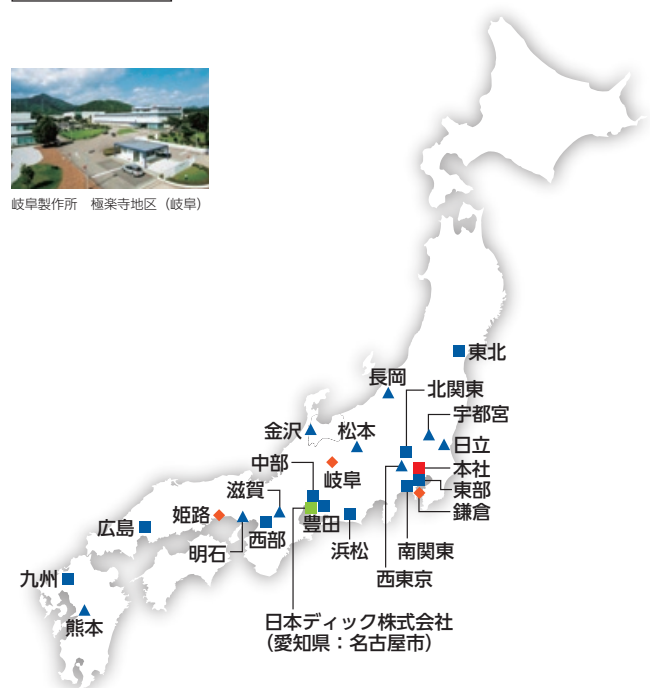 岐阜製作所　極楽寺地区（岐阜）
東北
長岡
北関東
宇都宮
金沢
松本
日立
中部
本社
岐阜
東部
滋賀
鎌倉
姫路
広島
豊田
西部
浜松
南関東
明石
西東京
九州
熊本
日本ディック株式会社
（愛知県：名古屋市）